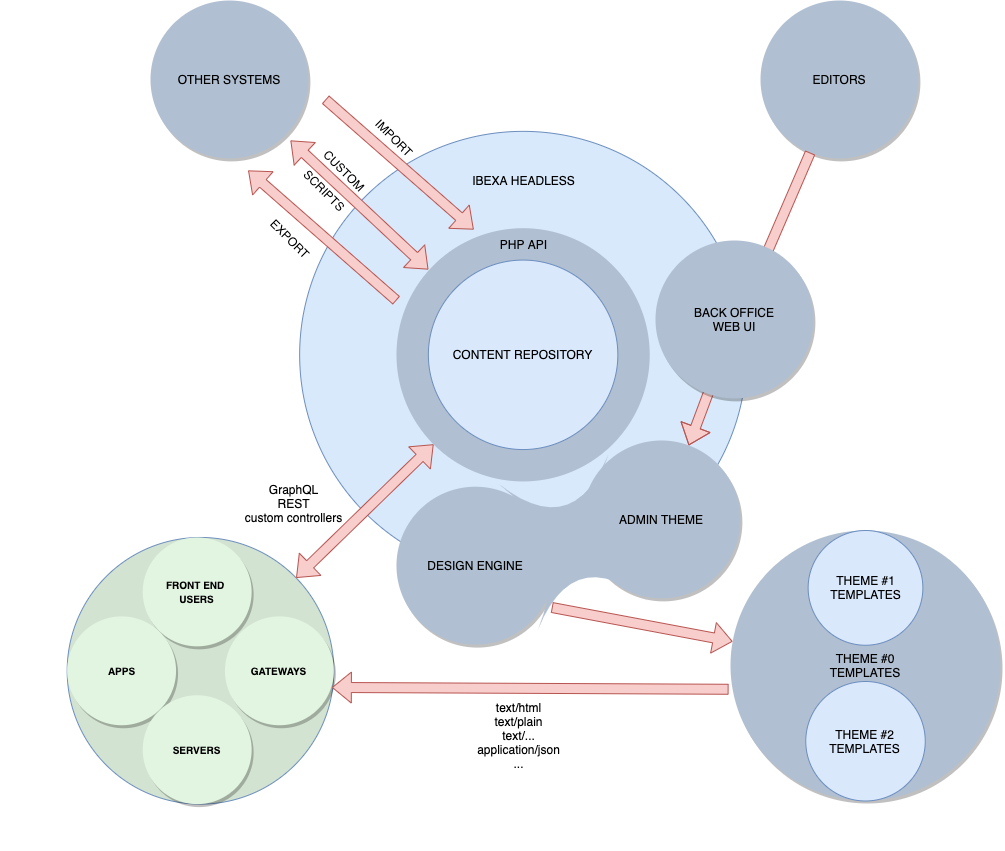 OTHER SYSTEMS
EDITORS
IMPORT
CUSTOM
SCRIPTS
EXPORT
IBEXA HEADLESS
PHP API
CONTENT REPOSITORY
BACK OFFICE
WEB UI
GraphQL
REST
custom controllers
DESIGN ENGINE
ADMIN THEME
FRONT END
USERS
APPS
GATEWAYS
SERVERS
THEME #1
TEMPLATES
THEME #0
TEMPLATES
THEME #2
TEMPLATES
text/html
text/plain
text/...
application/json
...